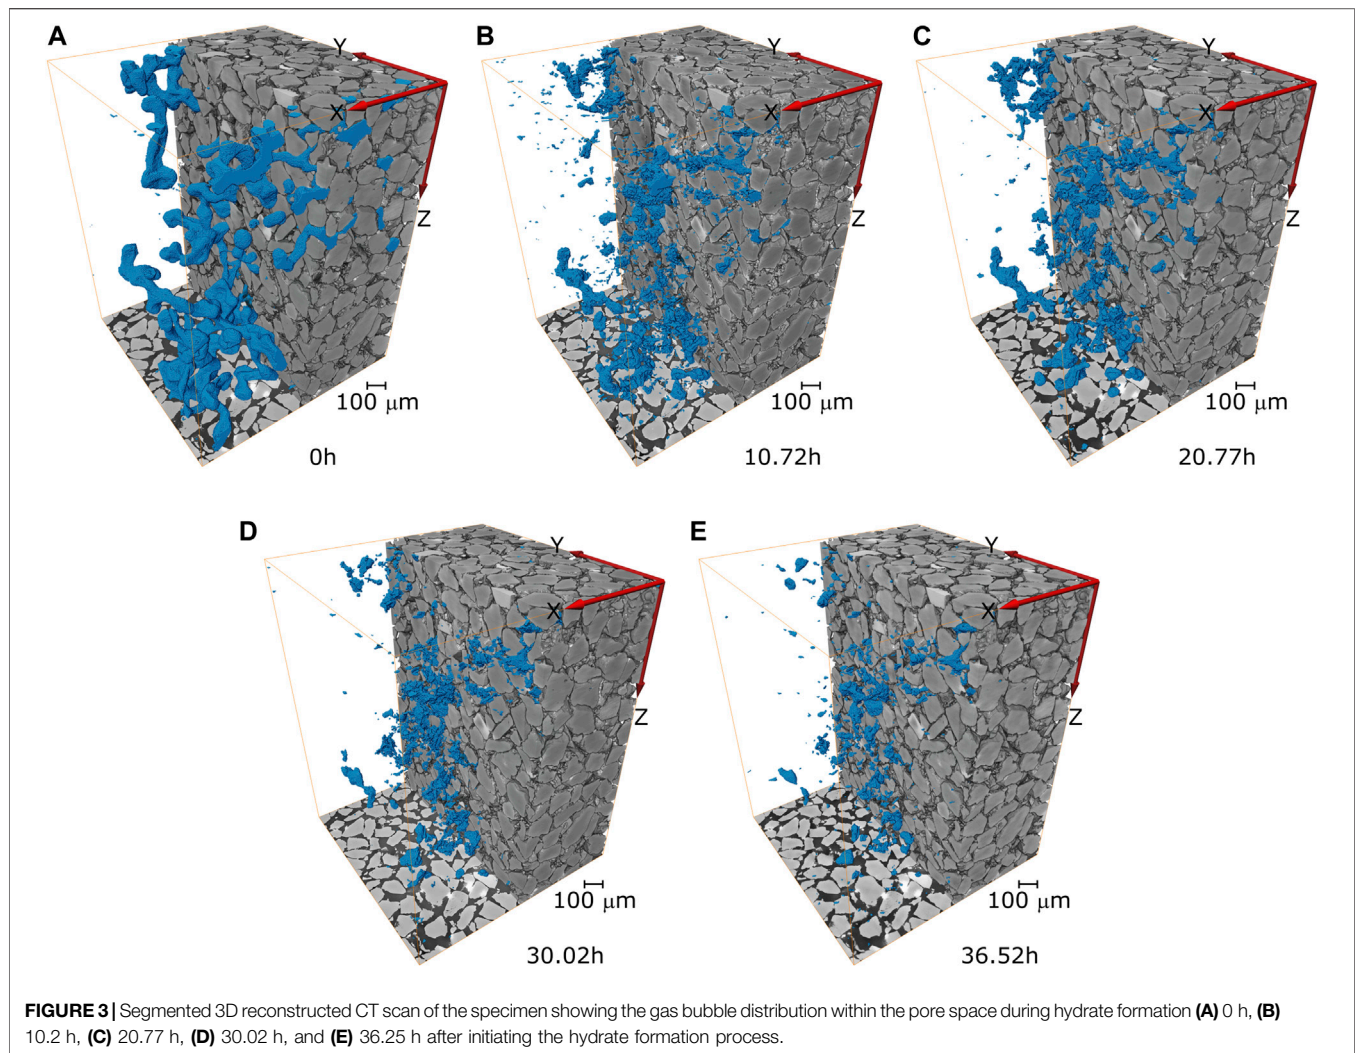 A
Y
X
Z
100 μm
0h
B
Y
X
Z
100 μm
10.72h
C
Y
X
Z
100 μm
20.77h
D
Y
X
Z
100 μm
30.02h
E
Y
X
Z
100 μm
36.52h
FIGURE 3 | Segmented 3D reconstructed CT scan of the specimen showing the gas bubble distribution within the pore space during hydrate formation (A) 0 h, (B)
10.2 h, (C) 20.77 h, (D) 30.02 h, and (E) 36.25 h after initiating the hydrate formation process.